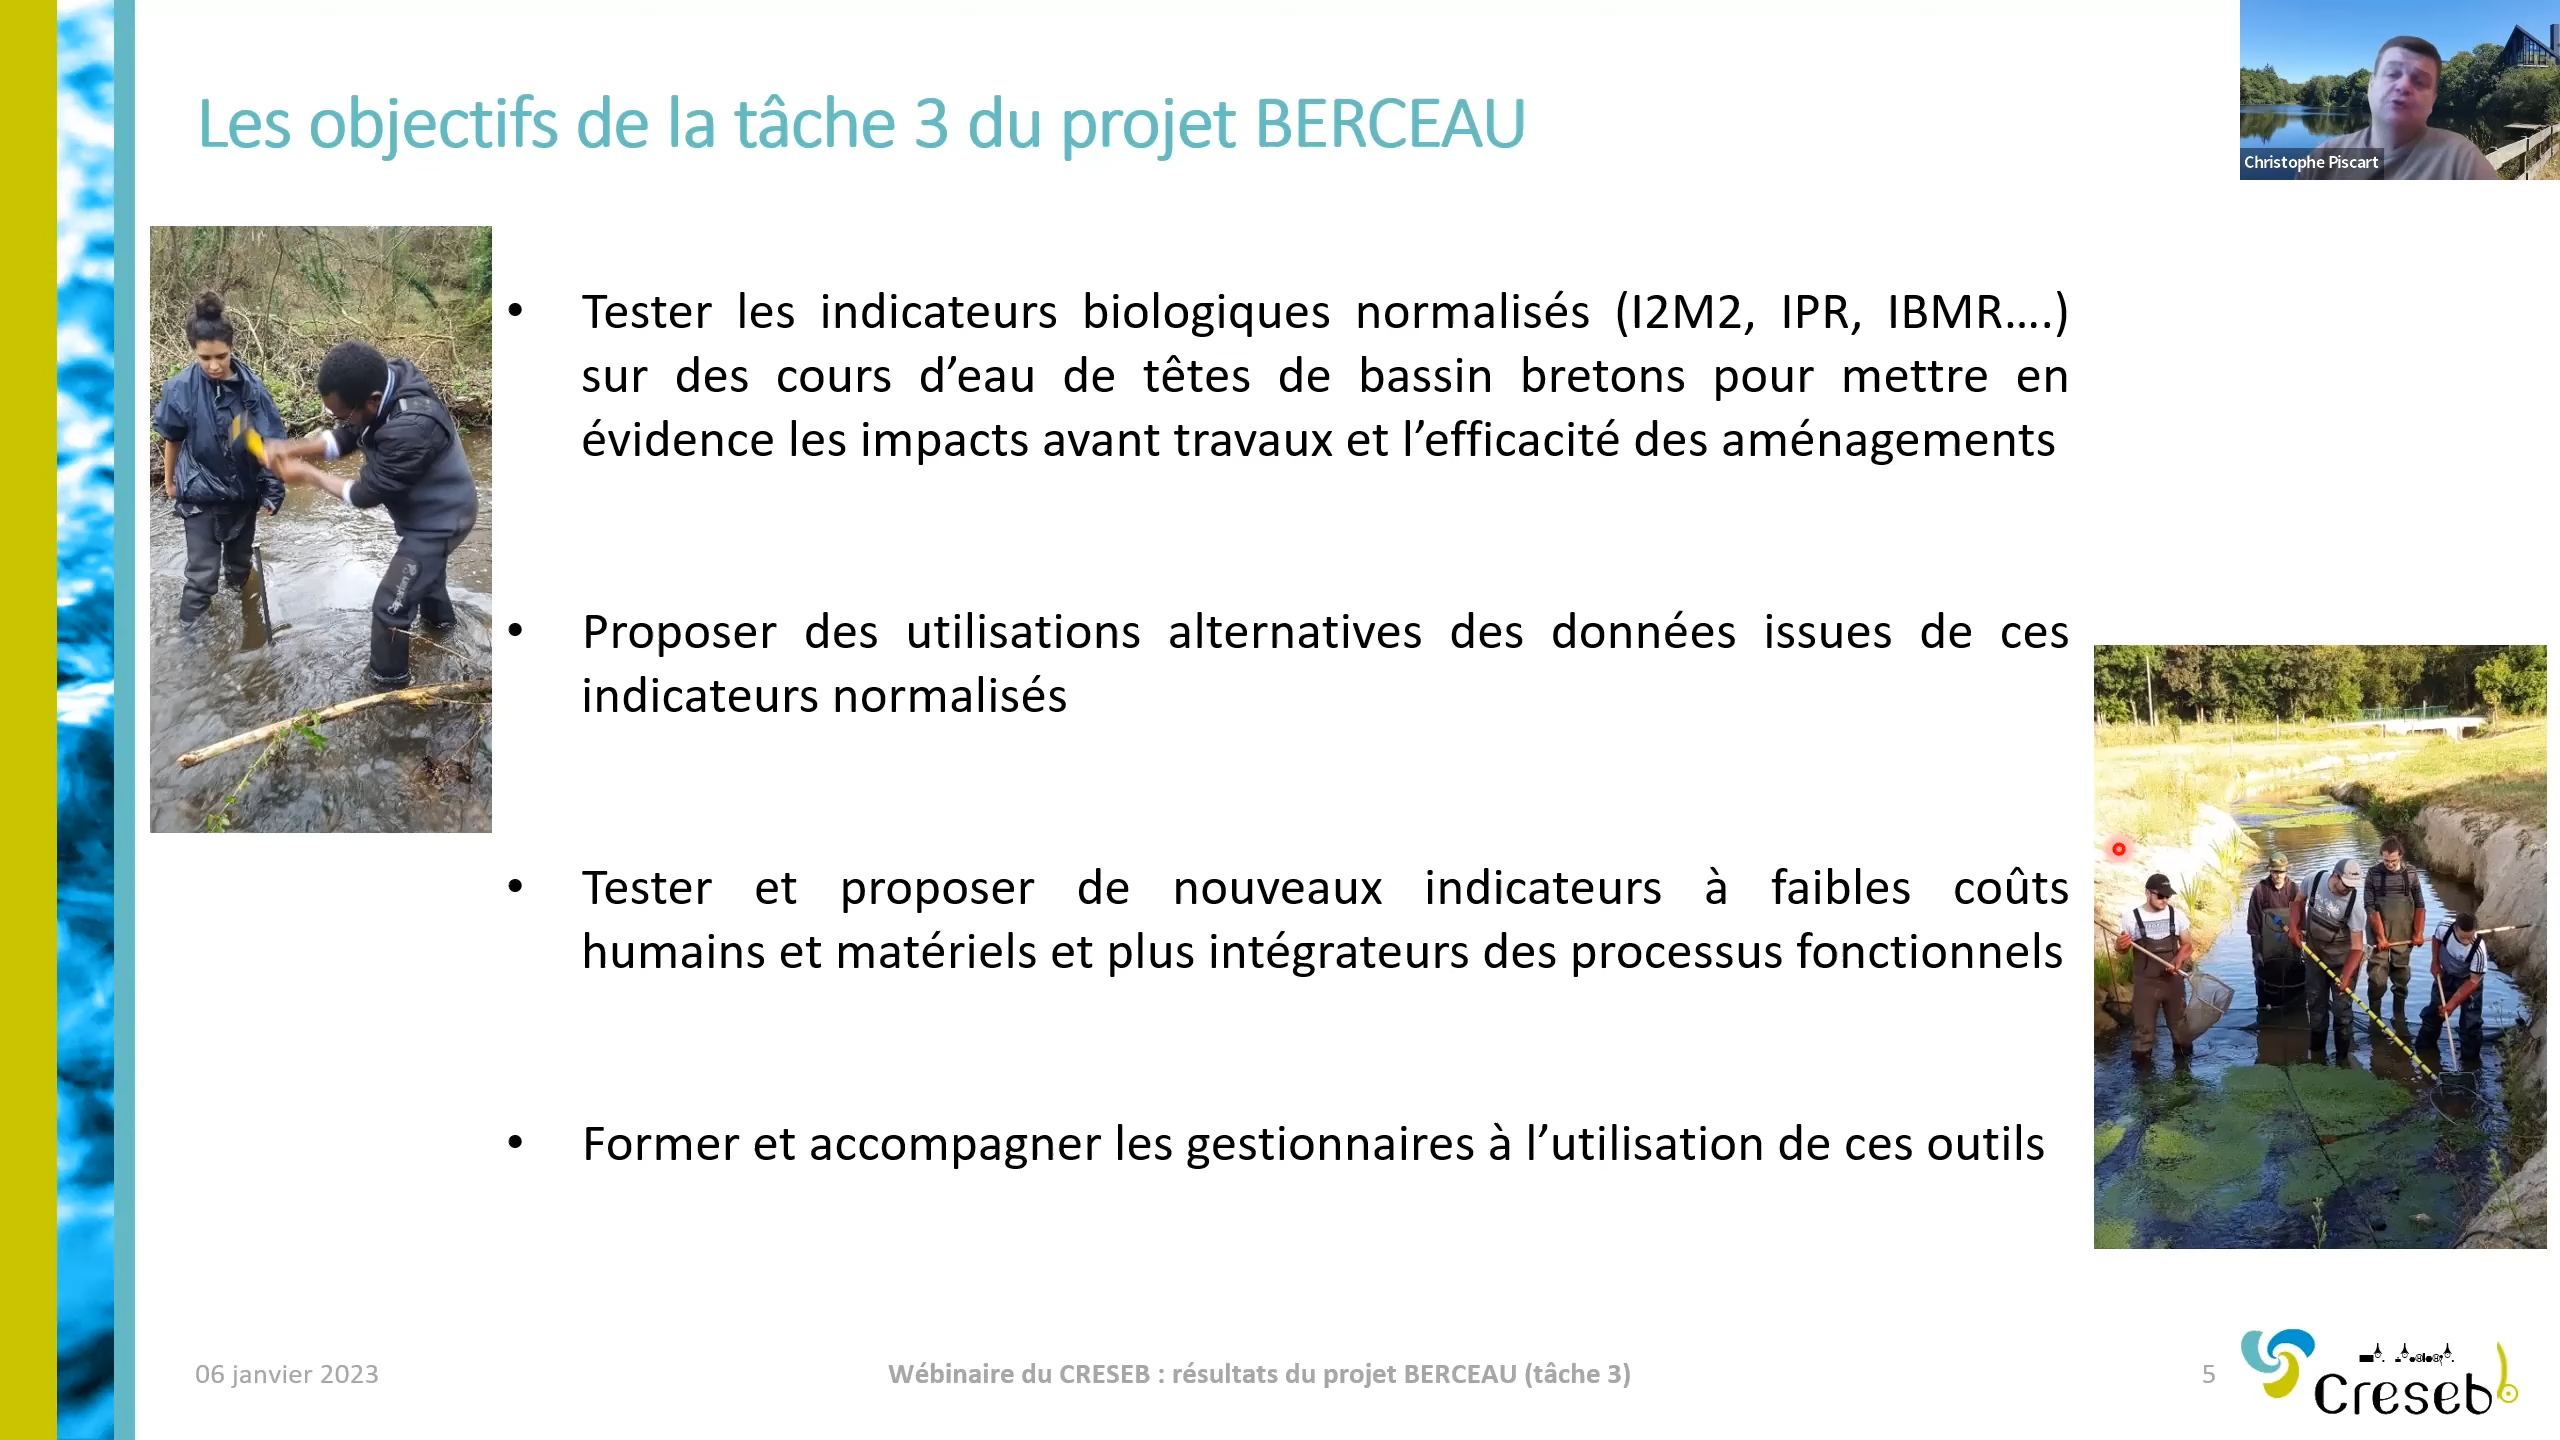 Les objectifs de la tâche 3 du projet BERCEAU
Christophe Piscart
• Tester les indicateurs biologiques normalisés (I2M2, IPR, IBMR….)
sur des cours d’eau de têtes de bassin bretons pour mettre en
évidence les impacts avant travaux et l’efficacité des aménagements
• Proposer des utilisations alternatives des données issues de ces
indicateurs normalisés
• Tester et proposer de nouveaux indicateurs à faibles coûts
humains et matériels et plus intégrateurs des processus fonctionnels
• Former et accompagner les gestionnaires à l’utilisation de ces outils
06 janvier 2023
Wébinaire du CRESEB : résultats du projet BERCEAU (tâche 3)
5
Creseb